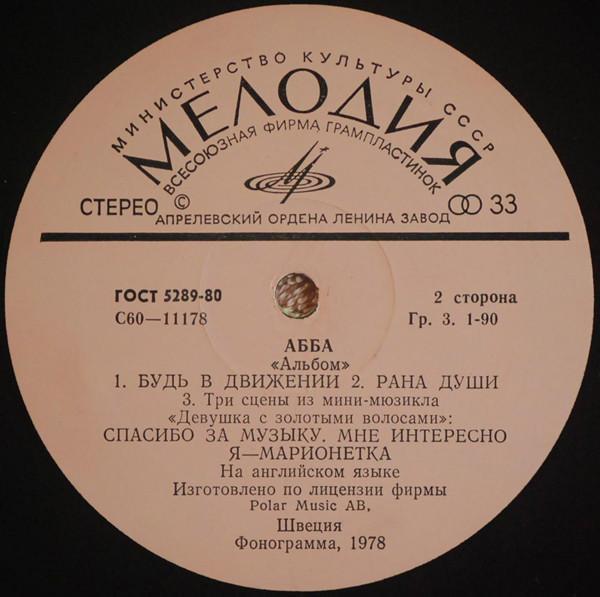 МИНИСТЕРСТВО КУЛЬТУРЫ СССР
МЕЛОДИЯ
ВСЕСОЮЗНАЯ ФИРМА ГРАМПЛАСТИНОК
СТЕРЕО ©
33
АПРЕЛЕВСКИЙ ОРДЕНА ЛЕНИНА ЗАВОД
ГОСТ 5289-80
2 сторона
С60—11178
Гр. 3. 1-90
АББА
«Альбом»
1. БУДЬ В ДВИЖЕНИИ 2. РАНА ДУШИ
3. Три сцены из мини-мюзикла
«Девушка с золотыми волосами»:
СПАСИБО ЗА МУЗЫКУ. МНЕ ИНТЕРЕСНО
Я—МАРИОНЕТКА
На английском языке
Изготовлено по лицензии фирмы
Polar Music AB,
Швеция
Фонограмма, 1978